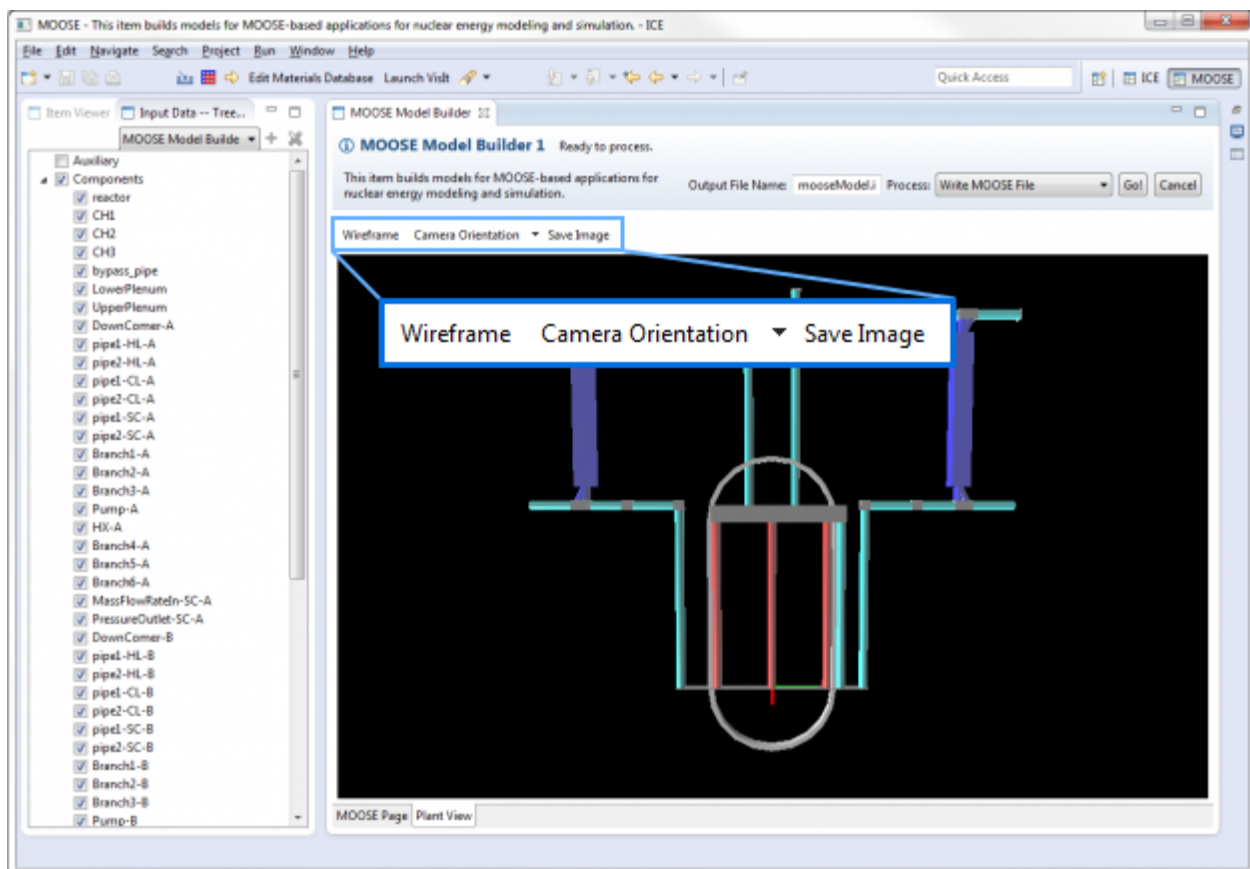 MOOSE - This item builds models for MOOSE-based applications for nuclear energy modeling and simulation. - ICE
File Edit Navigate Search Project Run Window Help
Edit Materials Database Launch VisIt Quick Access ICE MOOSE
Item Viewer Input Data -- Tree... MOOSE Model Builder
MOOSE Model Builde
MOOSE Model Builder 1 Ready to process.
This item builds models for MOOSE-based applications for
nuclear energy modeling and simulation.
Output File Name: mooseModel.i Process: Write MOOSE File Go! Cancel
Wireframe Camera Orientation Save Image
Wireframe Camera Orientation Save Image
Auxiliary
Components
reactor
CH1
CH2
CH3
bypass_pipe
LowerPlenum
UpperPlenum
DownComer-A
pipe1-HL-A
pipe2-HL-A
pipe1-CL-A
pipe2-CL-A
pipe1-SC-A
pipe2-SC-A
Branch1-A
Branch2-A
Branch3-A
Pump-A
HX-A
Branch4-A
Branch5-A
Branch6-A
MassFlowRateIn-SC-A
PressureOutlet-SC-A
DownComer-B
pipe1-HL-B
pipe2-HL-B
pipe1-CL-B
pipe2-CL-B
pipe1-SC-B
pipe2-SC-B
Branch1-B
Branch2-B
Branch3-B
Pump-B
MOOSE Page Plant View